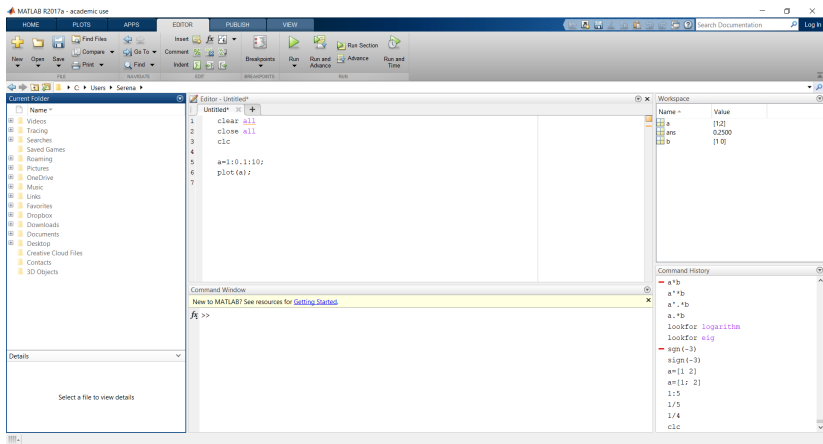 MATLAB R2017a - academic use
HOME PLOTS APPS EDITOR PUBLISH VIEW
Search Documentation Log In
New Open Save
Find Files
Compare
Print
Go To
Find
Insert fx
Comment
Indent
Breakpoints
Run
Run and Advance
Run Section
Advance
Run and Time
FILE NAVIGATE EDIT BREAKPOINTS RUN
C: Users Serena
Current Folder
Name
Videos
Tracing
Searches
Saved Games
Roaming
Pictures
OneDrive
Music
Links
Favorites
Dropbox
Downloads
Documents
Desktop
Creative Cloud Files
Contacts
3D Objects
Details
Select a file to view details
Editor - Untitled*
Untitled*
1 clear all
2 close all
3 clc
4
5 a=1:0.1:10;
6 plot(a);
7
Command Window
New to MATLAB? See resources for Getting Started.
fx >>
Workspace
Name Value
a [1;2]
ans 0.2500
b [1 0]
Command History
a*b
a'*b
a'.*b
a.*b
lookfor logarithm
lookfor eig
sgn(-3)
sign(-3)
a=[1 2]
a=[1; 2]
1:5
1/5
1/4
clc